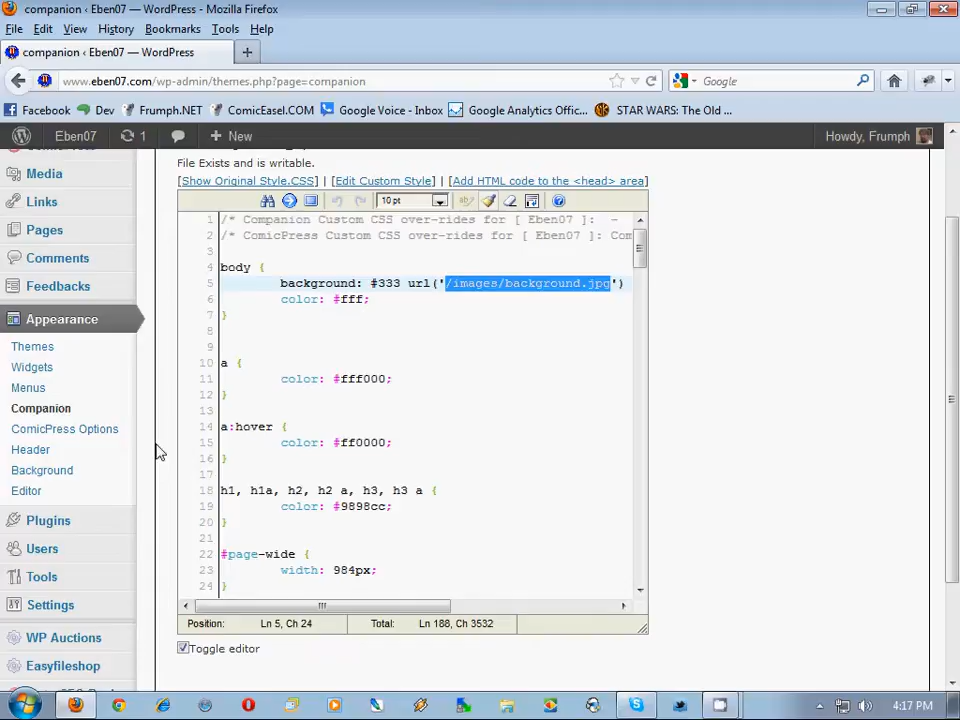 companion ‹ Eben07 — WordPress - Mozilla Firefox
File Edit View History Bookmarks Tools Help
companion ‹ Eben07 — WordPress +
www.eben07.com/wp-admin/themes.php?page=companion Google
Facebook Dev Frumph.NET ComicEasel.COM Google Voice - Inbox Google Analytics Offic... STAR WARS: The Old ...
Eben07 1 + New Howdy, Frumph
File Exists and is writable.
[Show Original Style.CSS] | [Edit Custom Style] | [Add HTML code to the <head> area]
10 pt
1 /* Companion Custom CSS over-rides for [ Eben07 ]: -
2 /* ComicPress Custom CSS over-rides for [ Eben07 ]: Com
3
4 body {
5 background: #333 url('/images/background.jpg')
6 color: #fff;
7 }
8
9
10 a {
11 color: #fff000;
12 }
13
14 a:hover {
15 color: #ff0000;
16 }
17
18 h1, h1a, h2, h2 a, h3, h3 a {
19 color: #9898cc;
20 }
21
22 #page-wide {
23 width: 984px;
24 }
Position: Ln 5, Ch 24 Total: Ln 188, Ch 3532
Toggle editor
Media
Links
Pages
Comments
Feedbacks
Appearance
Themes
Widgets
Menus
Companion
ComicPress Options
Header
Background
Editor
Plugins
Users
Tools
Settings
WP Auctions
Easyfileshop
4:17 PM